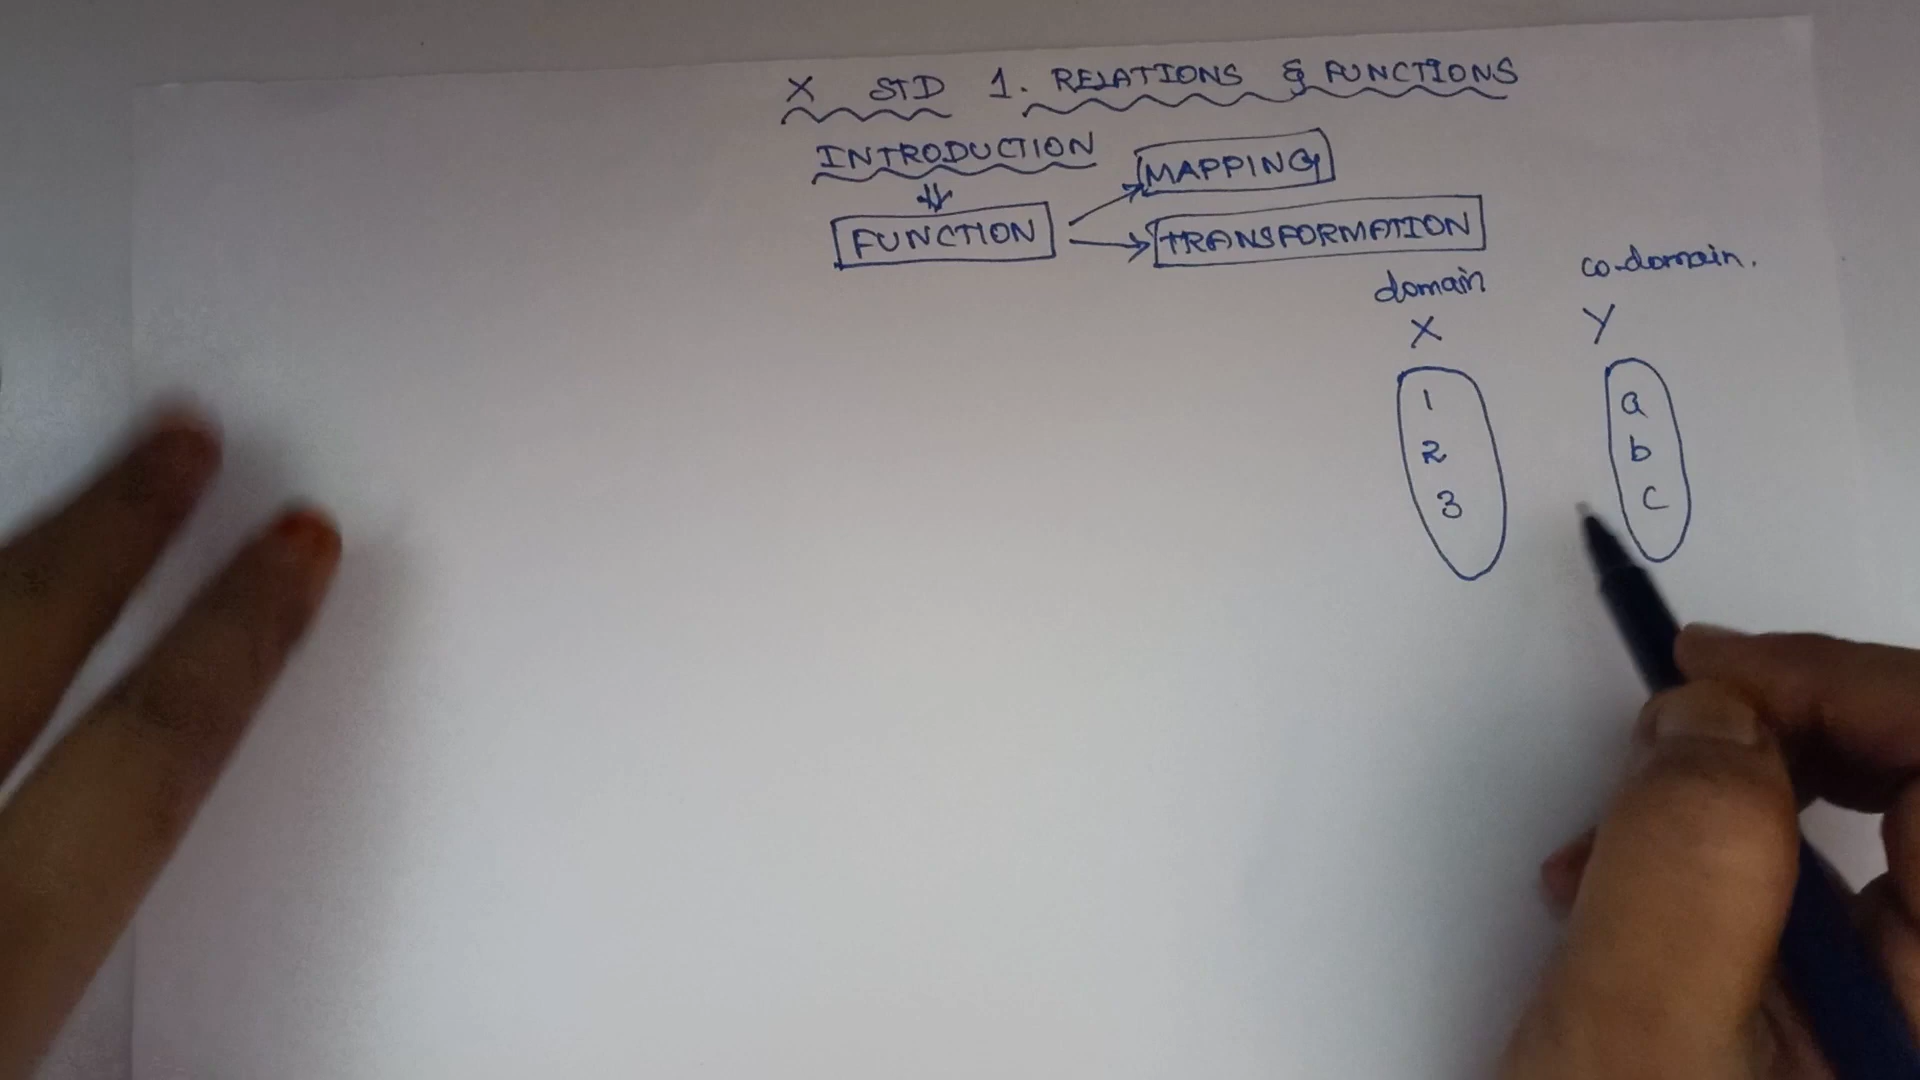 X STD 1. RELATIONS & FUNCTIONS
INTRODUCTION
MAPPING
FUNCTION
TRANSFORMATION
domain co-domain.
X Y
1 a
2 b
3 c